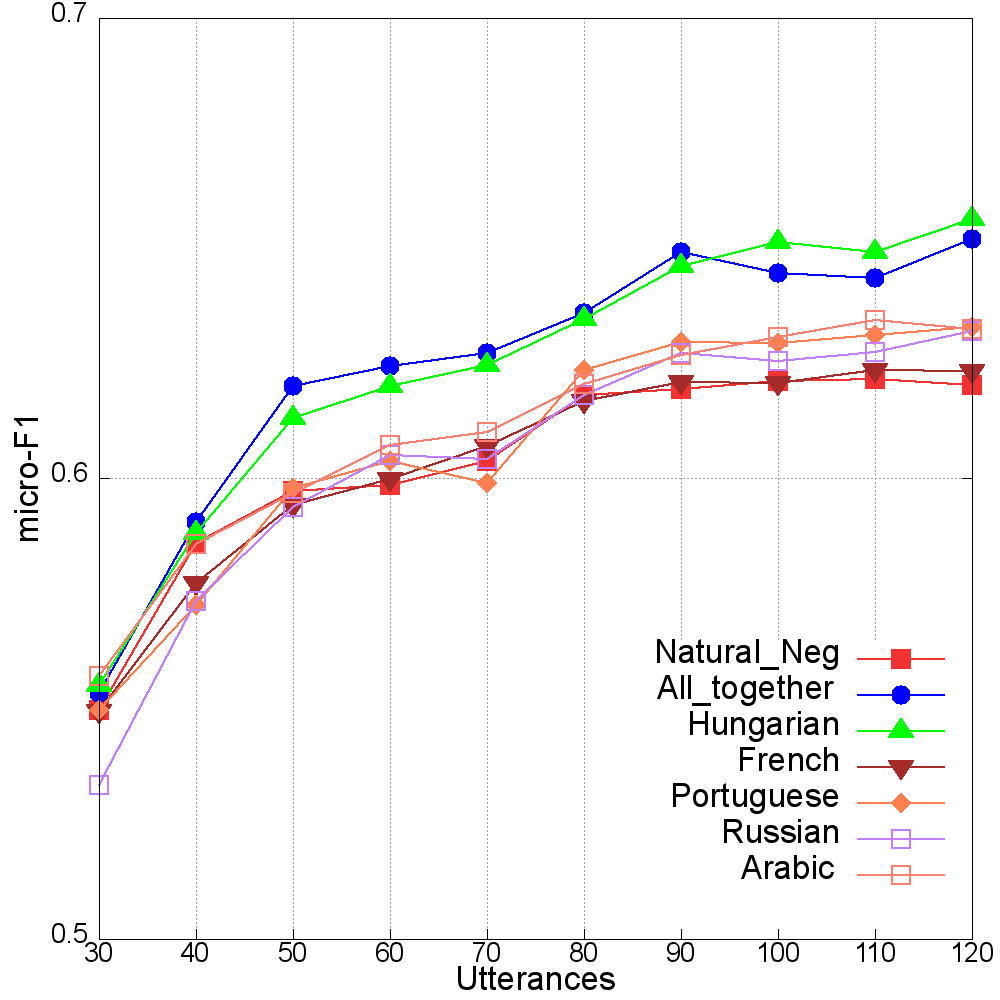 0.7
0.6
0.5
micro-F1
Natural_Neg
All_together
Hungarian
French
Portuguese
Russian
Arabic
30 40 50 60 70 80 90 100 110 120
Utterances